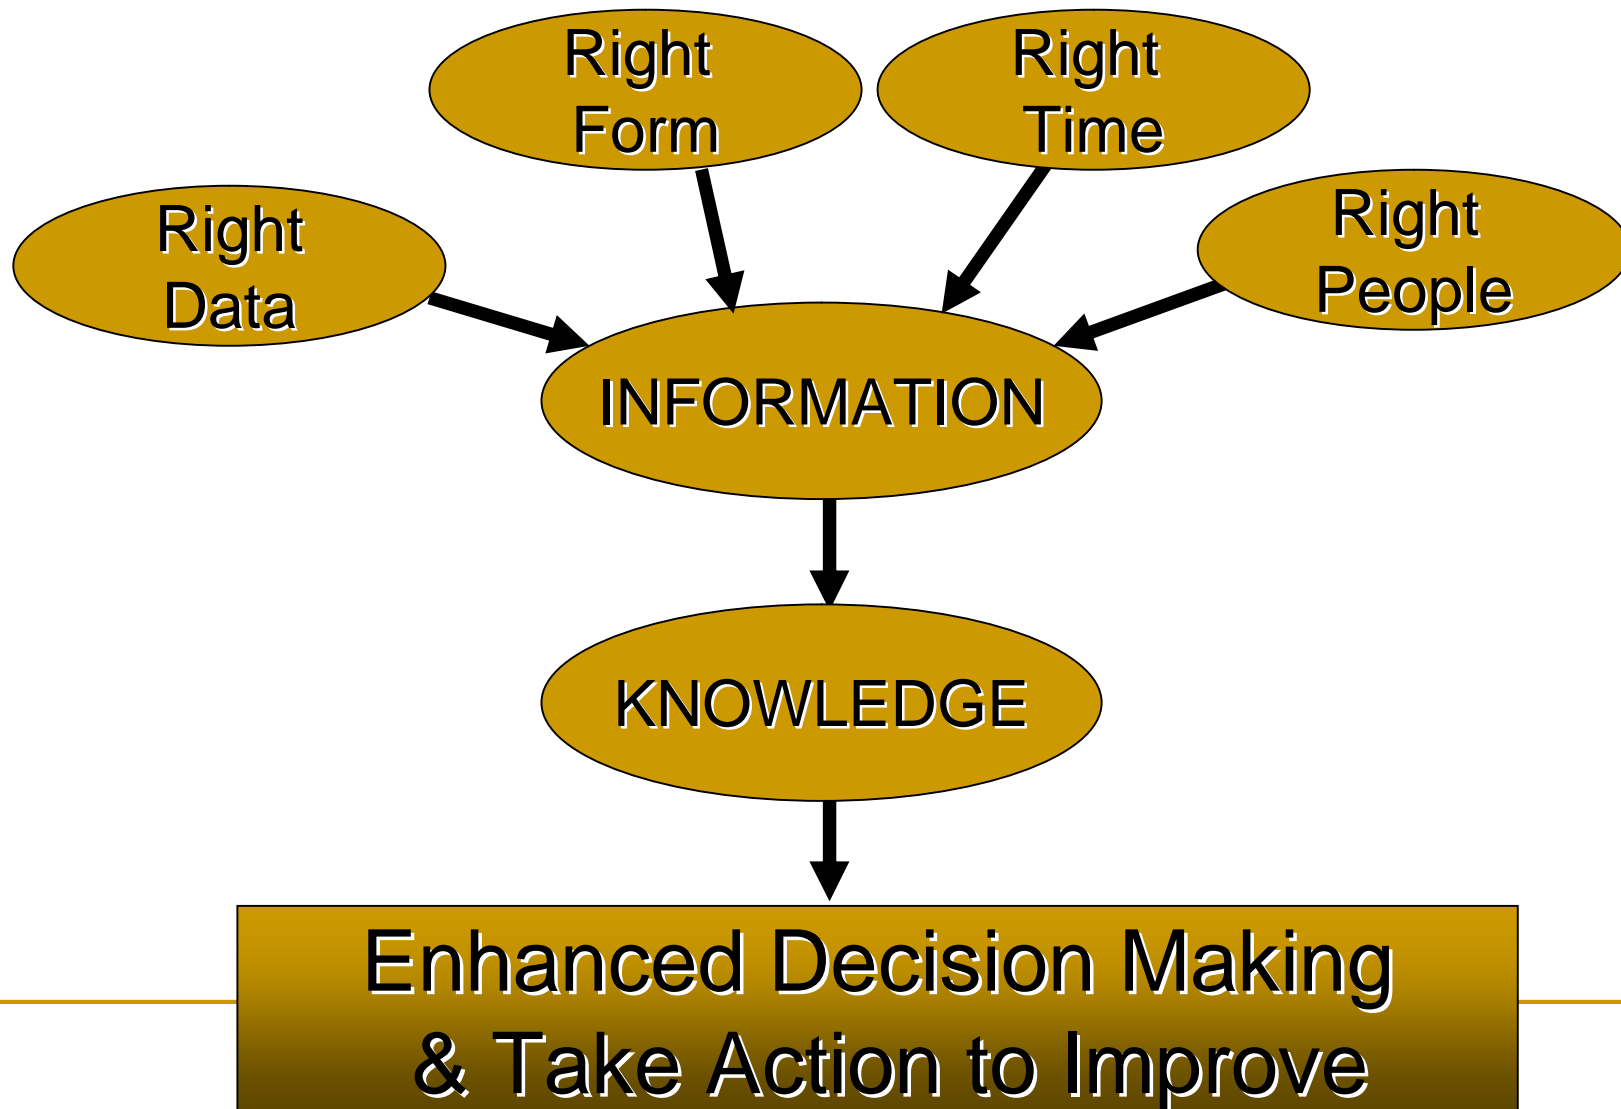 Right
Form
Right
Time
Right
Data
Right
People
INFORMATION
KNOWLEDGE
Enhanced Decision Making
& Take Action to Improve